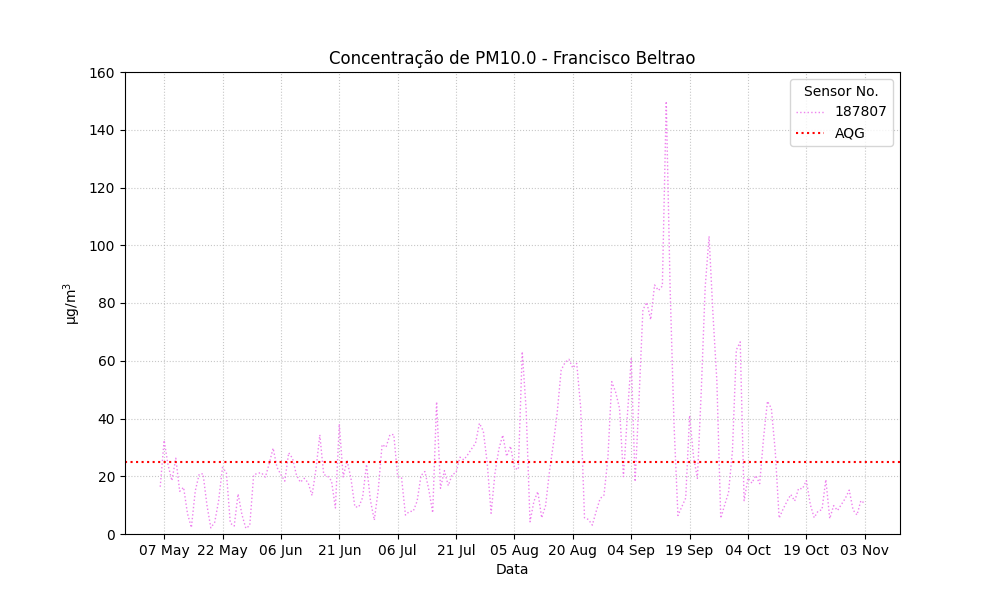 Concentração de PM10.0 - Francisco Beltrao
160
140
120
100
80
60
40
20
0
µg/m³
Sensor No.
187807
AQG
07 May 22 May 06 Jun 21 Jun 06 Jul 21 Jul 05 Aug 20 Aug 04 Sep 19 Sep 04 Oct 19 Oct 03 Nov
Data